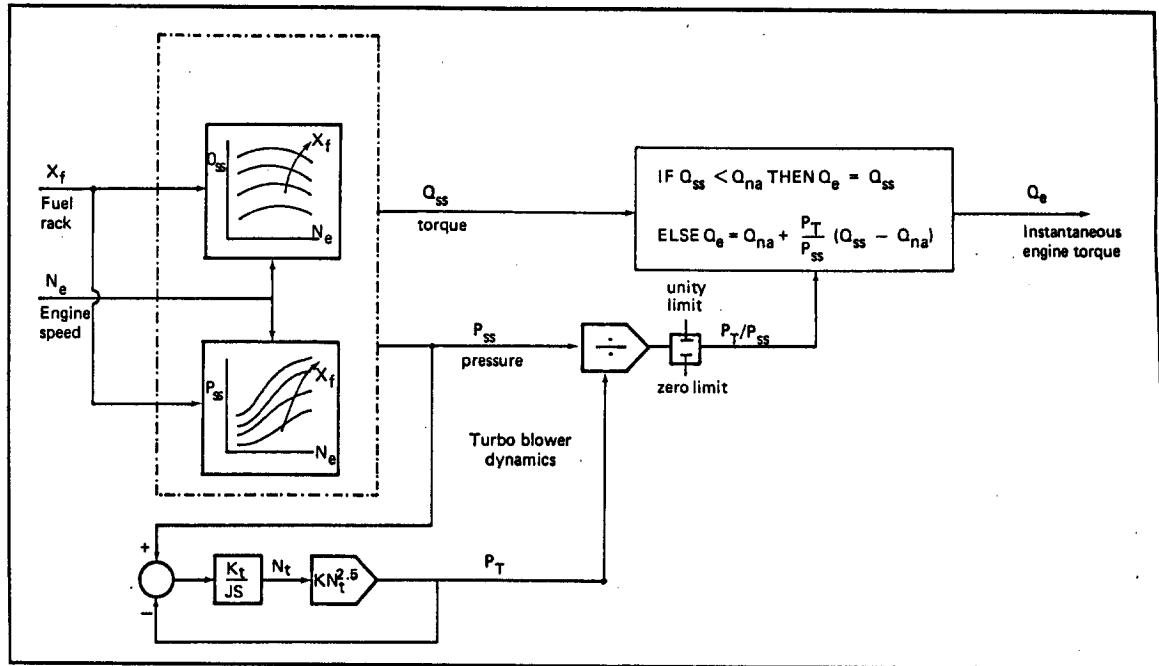 X_f
Fuel
rack
N_e
Engine
speed
Q_ss
X_f
N_e
P_ss
X_f
N_e
Q_ss
torque
P_ss
pressure
IF Q_ss < Q_na THEN Q_e = Q_ss
ELSE Q_e = Q_na + P_T/P_ss (Q_ss − Q_na)
Q_e
Instantaneous
engine torque
unity
limit
÷
P_T/P_ss
zero limit
Turbo blower
dynamics
+
−
K_t/JS
N_t
KN_t^2.5
P_T